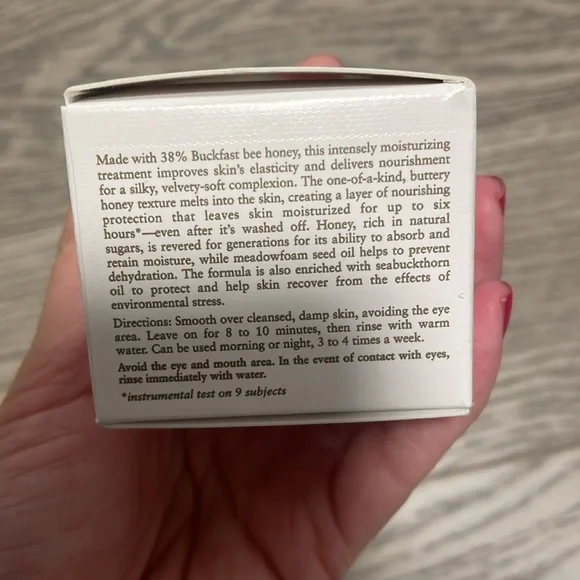 Made with 38% Buckfast bee honey, this intensely moisturizing
treatment improves skin's elasticity and delivers nourishment
for a silky, velvety-soft complexion. The one-of-a-kind, buttery
honey texture melts into the skin, creating a layer of nourishing
protection that leaves skin moisturized for up to six
hours*—even after it's washed off. Honey, rich in natural
sugars, is revered for generations for its ability to absorb and
retain moisture, while meadowfoam seed oil helps to prevent
dehydration. The formula is also enriched with seabuckthorn
oil to protect and help skin recover from the effects of
environmental stress.
Directions: Smooth over cleansed, damp skin, avoiding the eye
area. Leave on for 8 to 10 minutes, then rinse with warm
water. Can be used morning or night, 3 to 4 times a week.
Avoid the eye and mouth area. In the event of contact with eyes,
rinse immediately with water.
*instrumental test on 9 subjects